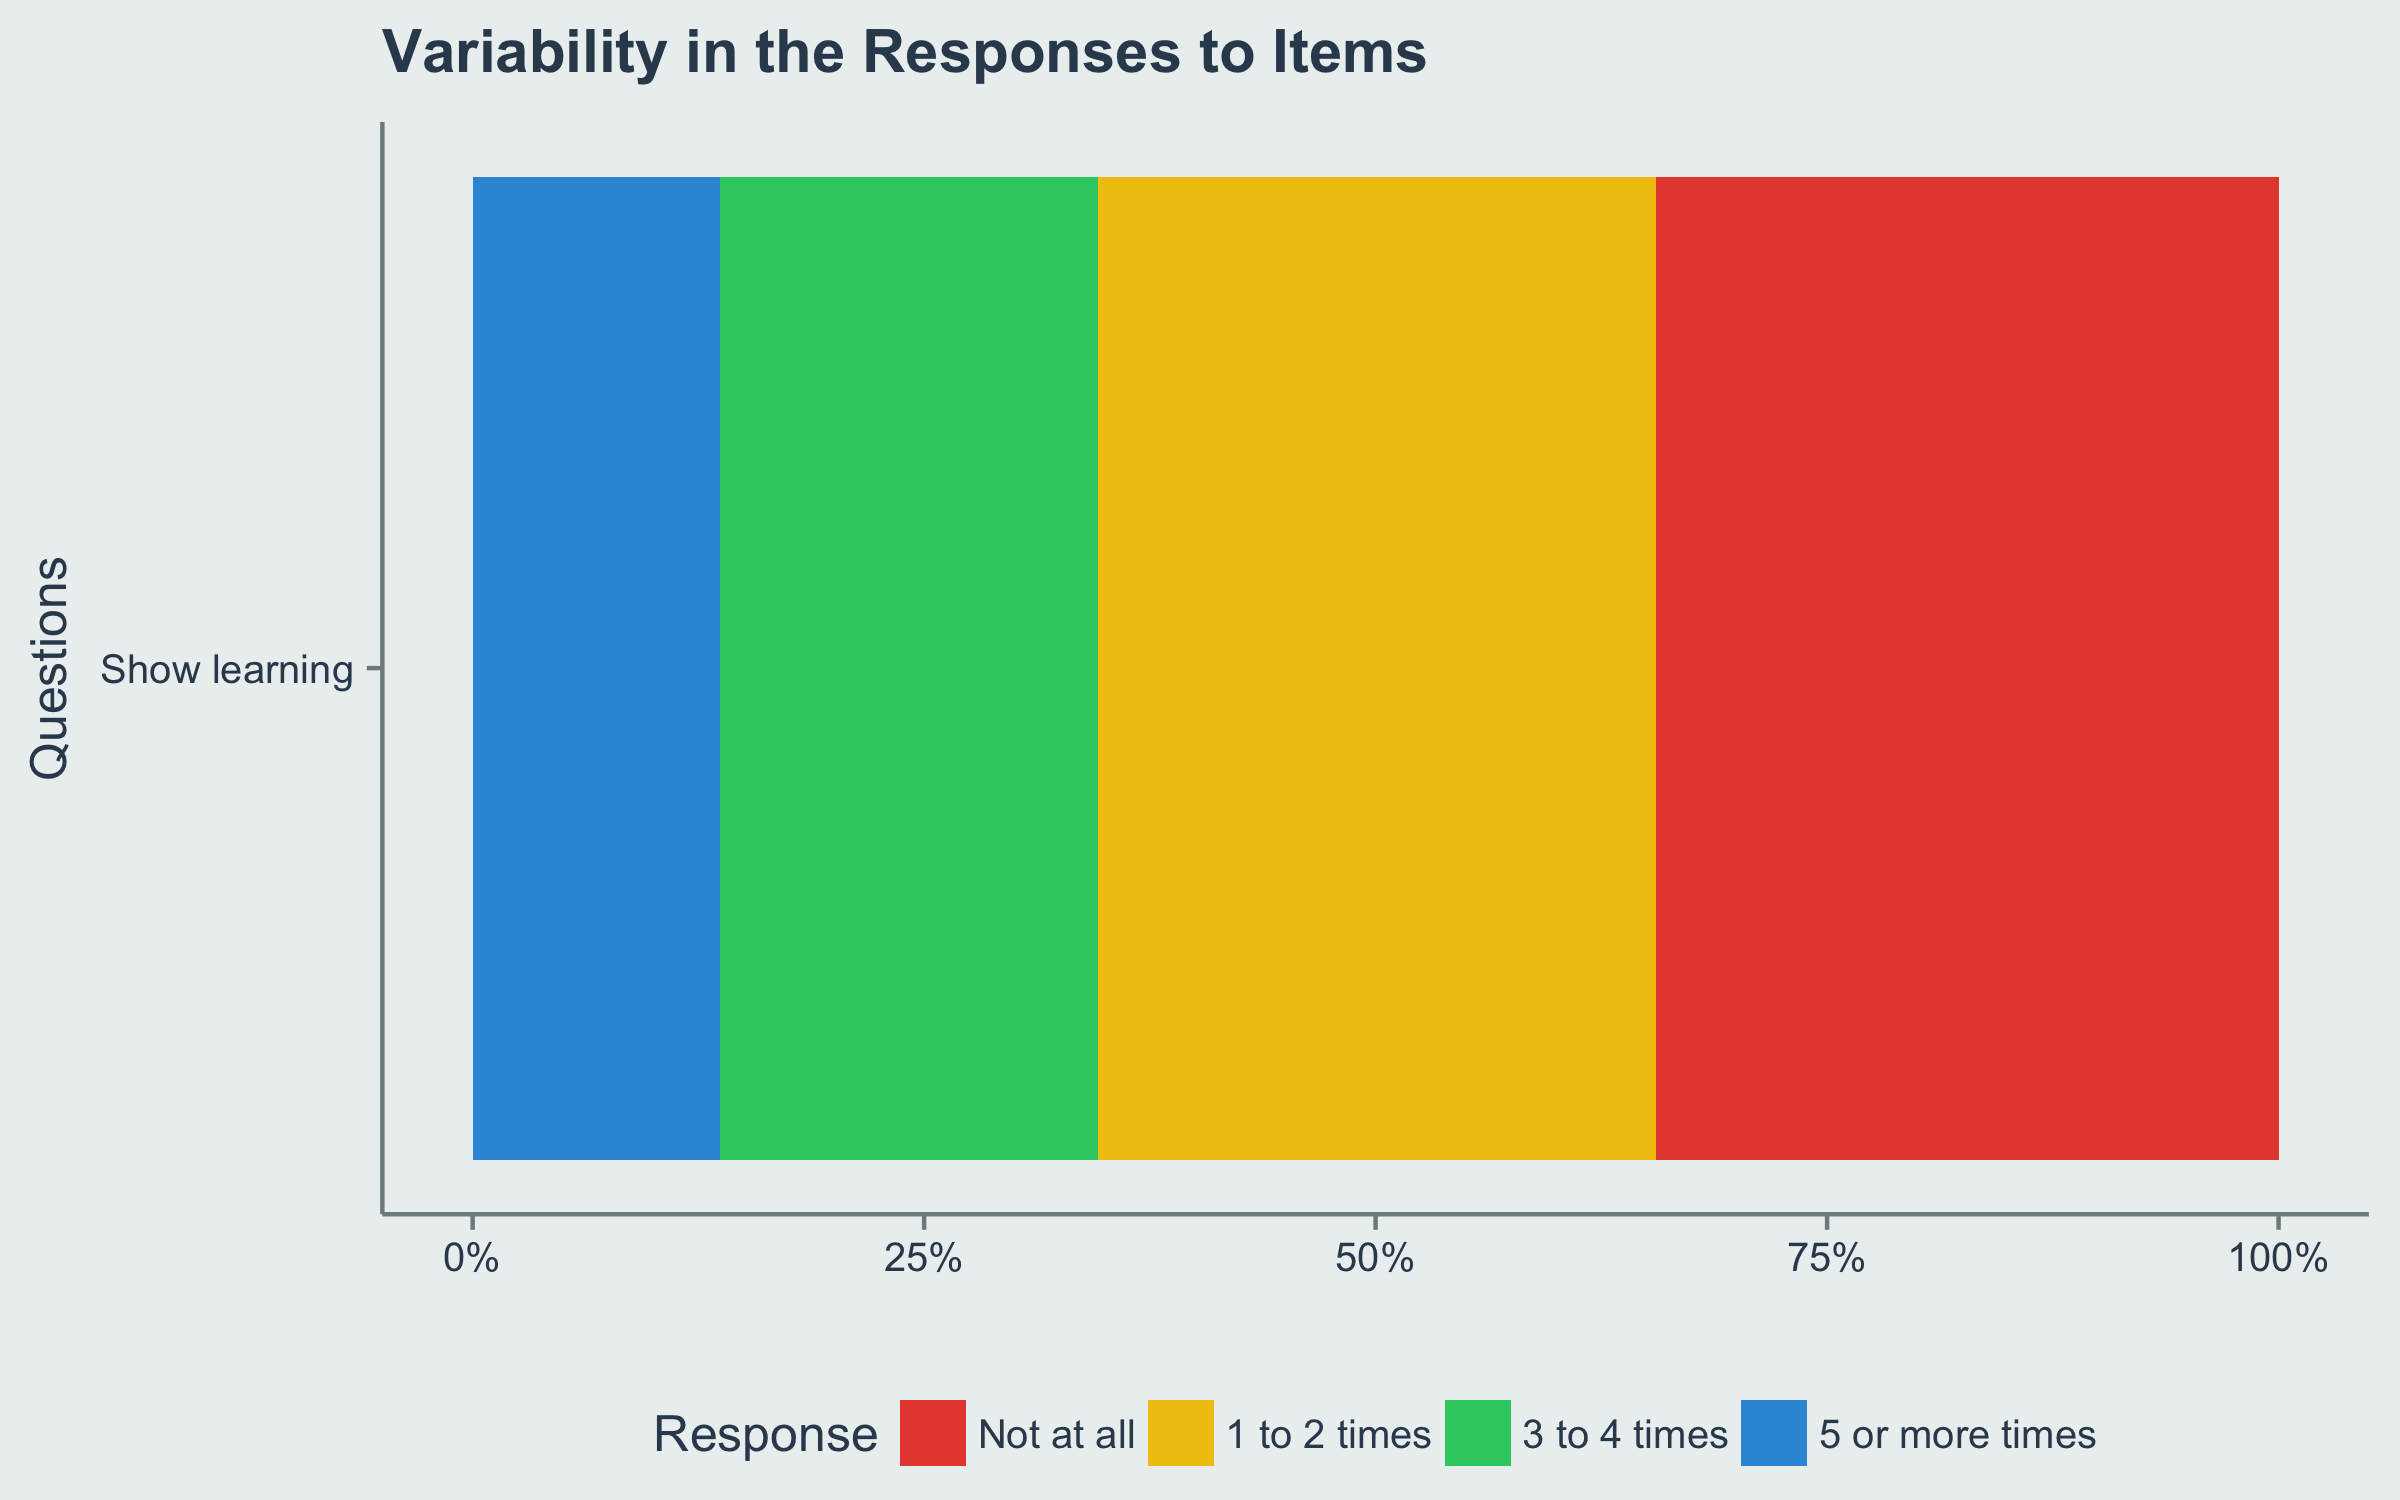 Variability in the Responses to Items
Questions
Show learning
0% 25% 50% 75% 100%
Response Not at all 1 to 2 times 3 to 4 times 5 or more times